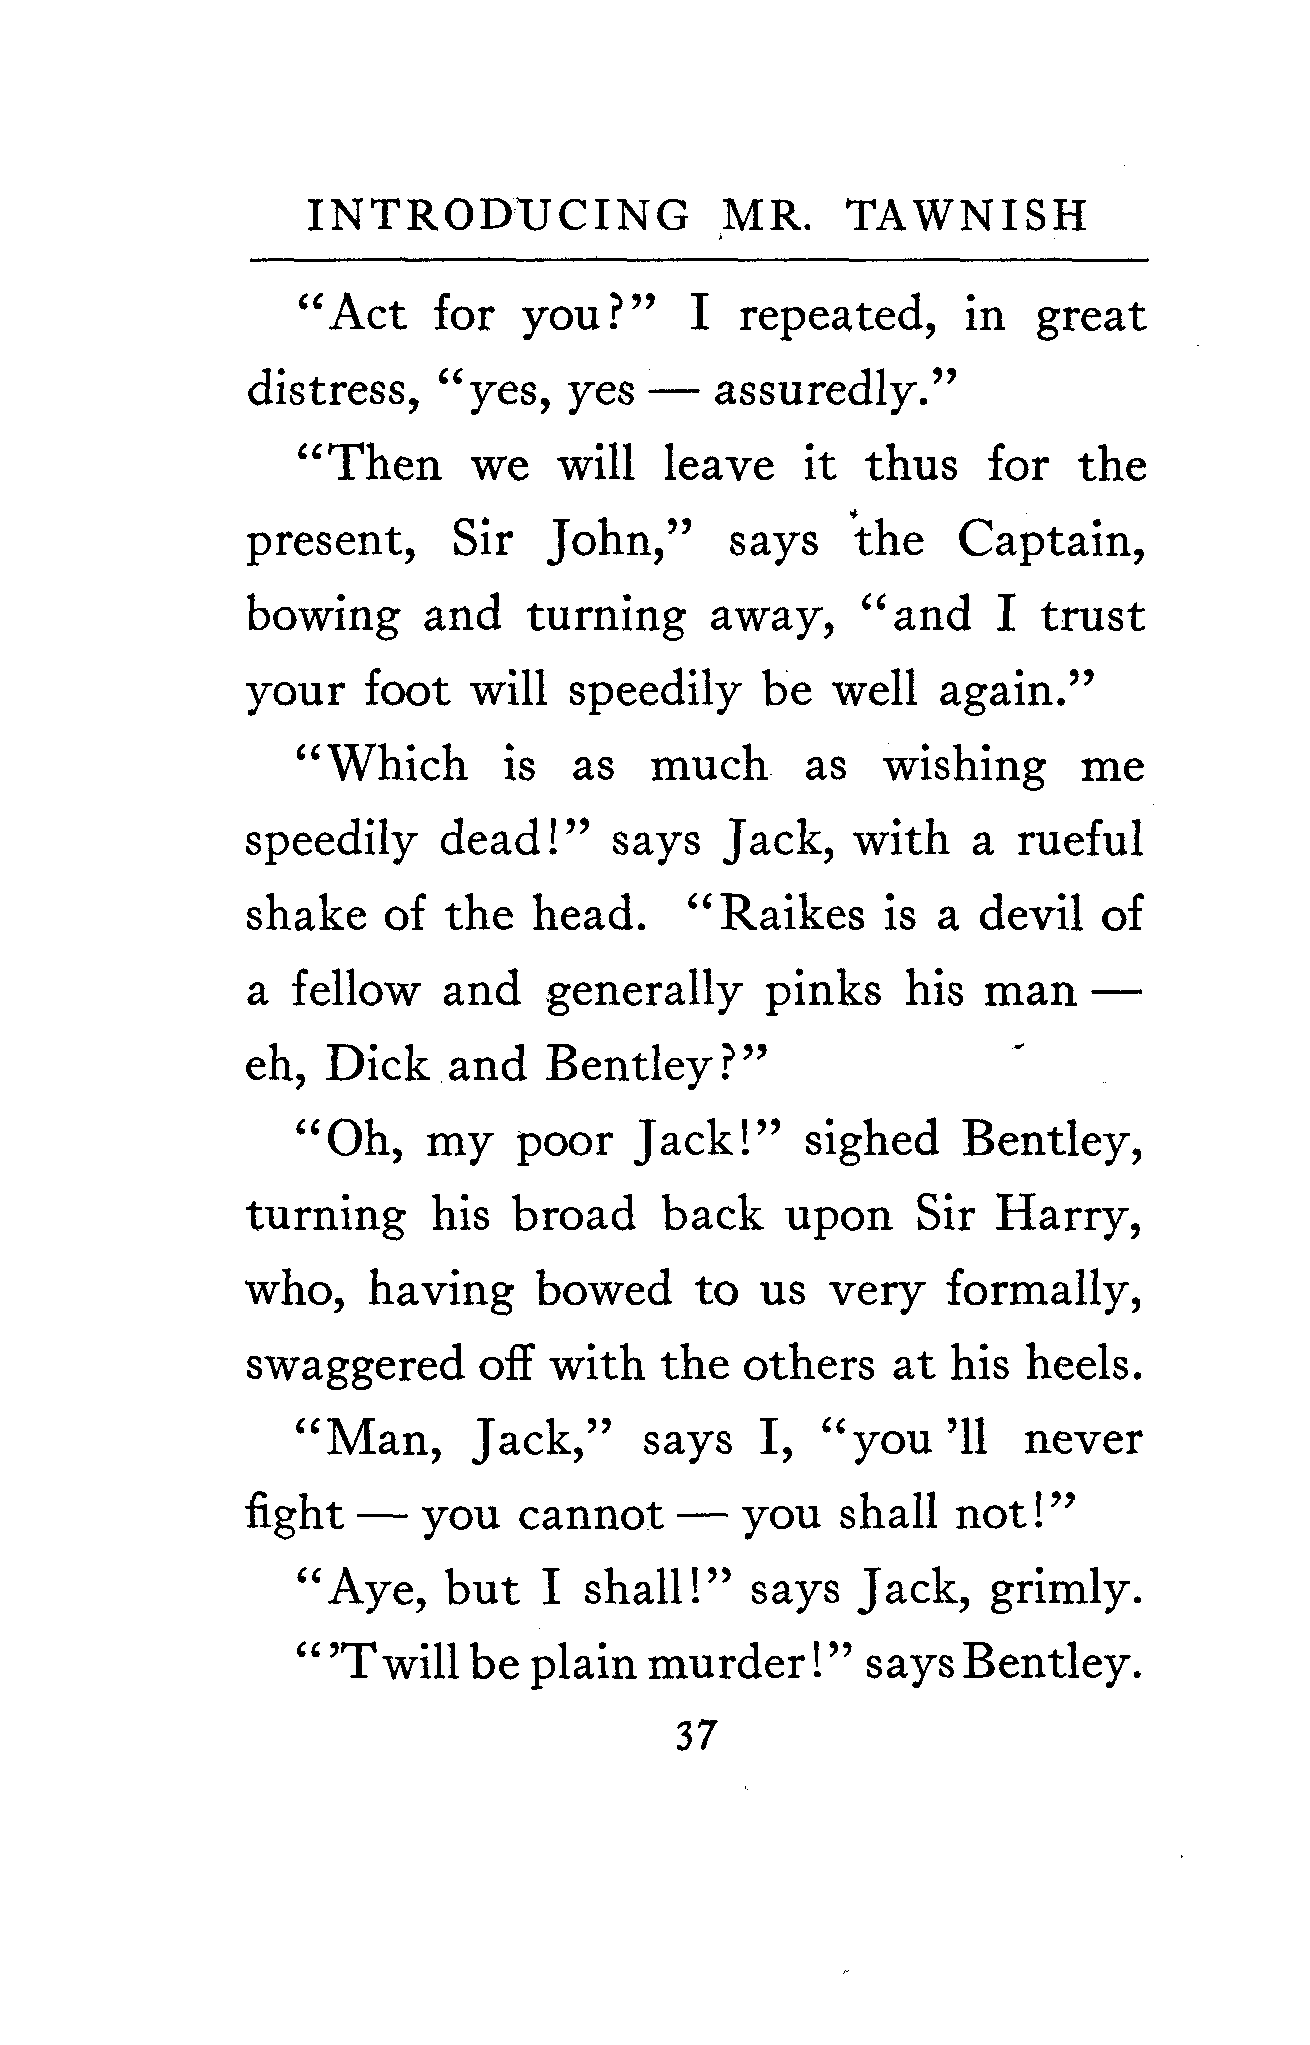 INTRODUCING MR. TAWNISH
“Act for you?” I repeated, in great
distress, “yes, yes — assuredly.”
“Then we will leave it thus for the
present, Sir John,” says the Captain,
bowing and turning away, “and I trust
your foot will speedily be well again.”
“Which is as much as wishing me
speedily dead!” says Jack, with a rueful
shake of the head. “Raikes is a devil of
a fellow and generally pinks his man —
eh, Dick and Bentley?”
“Oh, my poor Jack!” sighed Bentley,
turning his broad back upon Sir Harry,
who, having bowed to us very formally,
swaggered off with the others at his heels.
“Man, Jack,” says I, “you ’ll never
fight — you cannot — you shall not!”
“Aye, but I shall!” says Jack, grimly.
“’Twill be plain murder!” says Bentley.
37